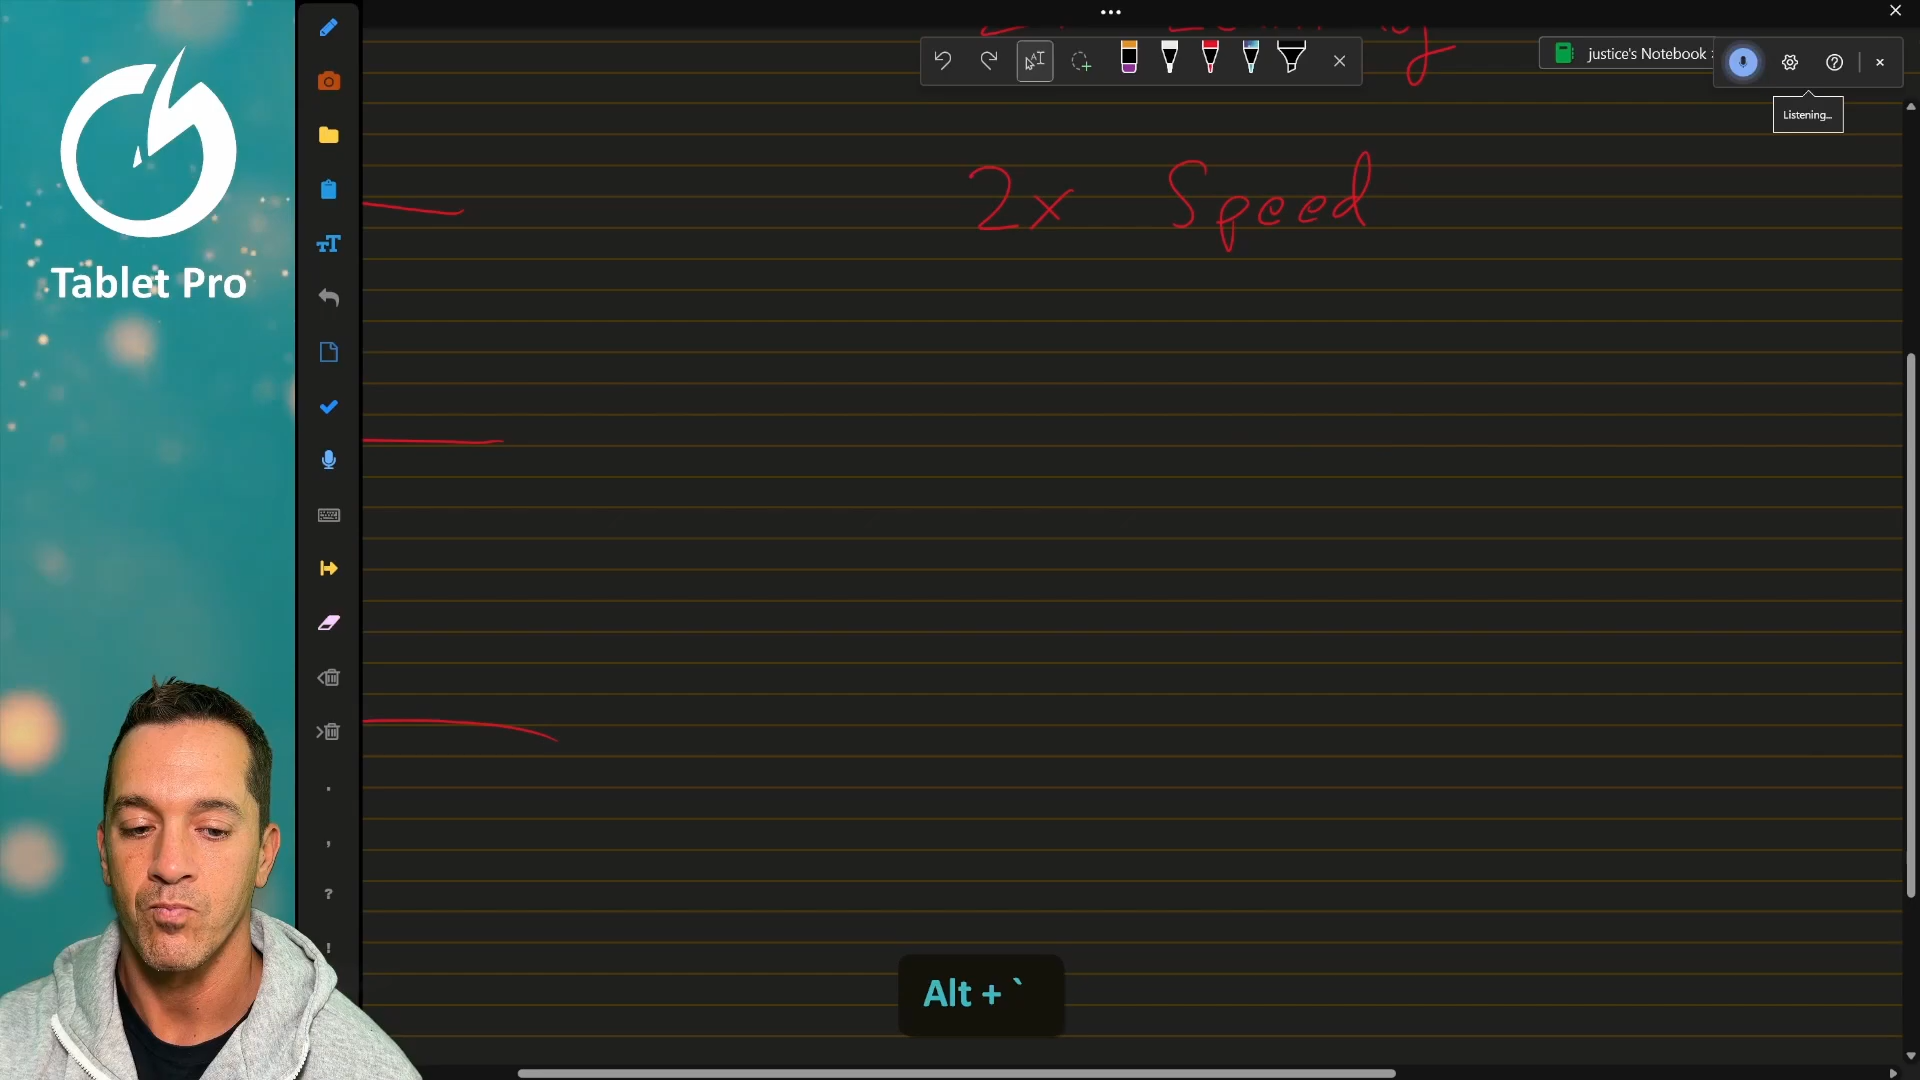 Tablet Pro
justice's Notebook
Listening...
2x Speed
Alt + `